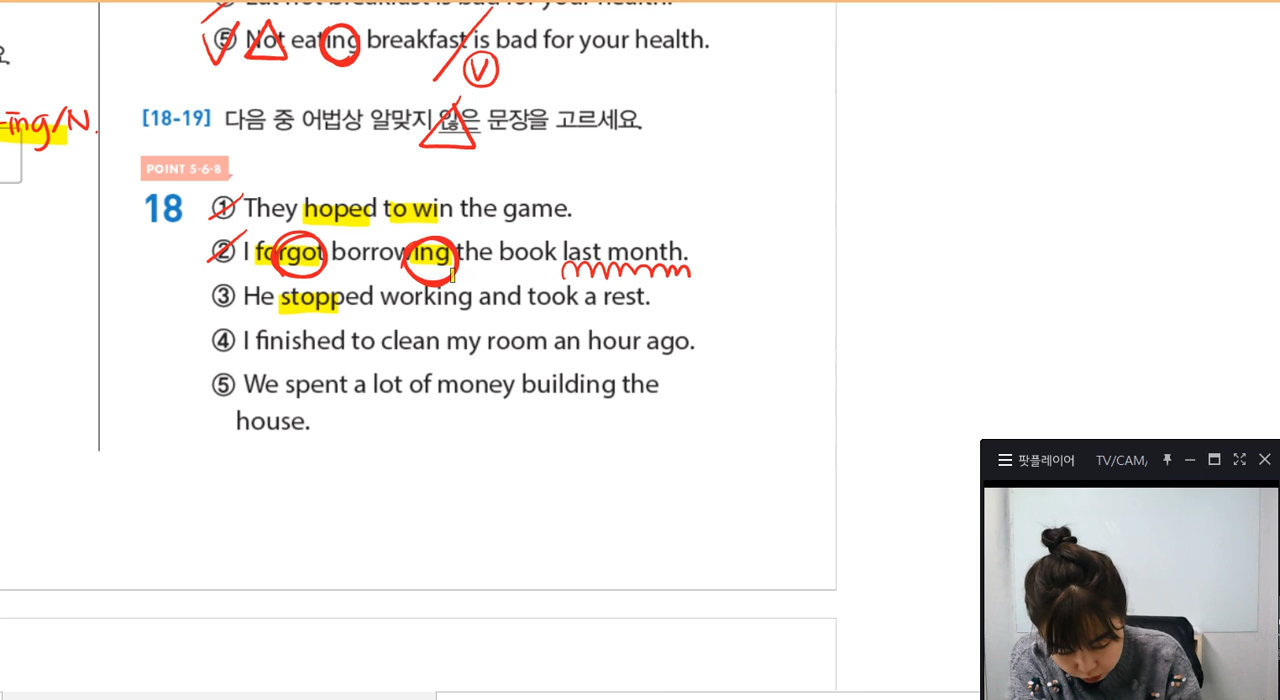 ⑤ Not eating breakfast is bad for your health.
V
-ing/N.
[18-19] 다음 중 어법상 알맞지 않은 문장을 고르세요.
POINT 5·6·8
18 ① They hoped to win the game.
② I forgot borrowing the book last month.
③ He stopped working and took a rest.
④ I finished to clean my room an hour ago.
⑤ We spent a lot of money building the
house.
팟플레이어 TV/CAM,